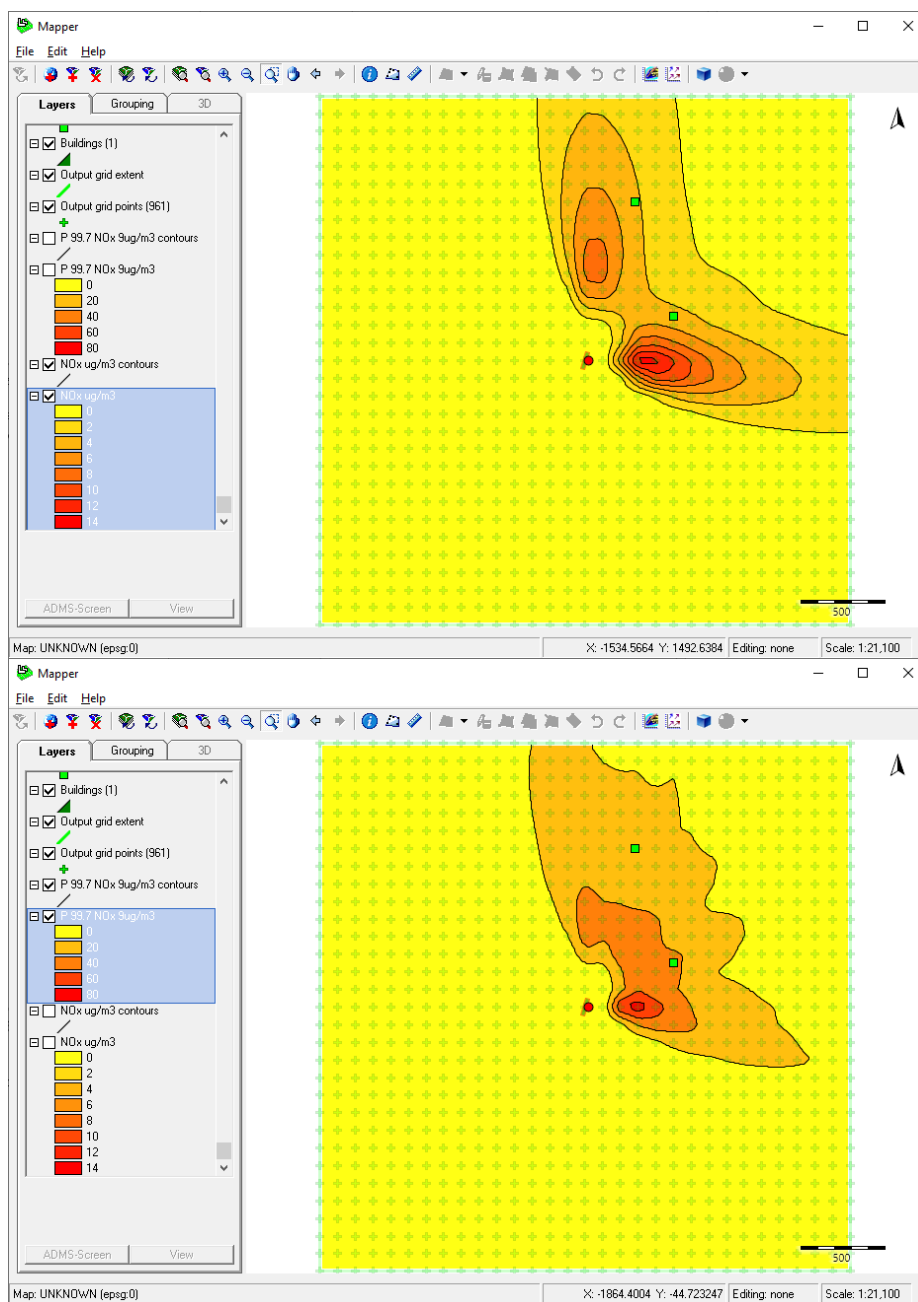 Mapper
File Edit Help
Layers Grouping 3D
Buildings (1)
Output grid extent
Output grid points (961)
P 99.7 NOx 9ug/m3 contours
P 99.7 NOx 9ug/m3
0
20
40
60
80
NOx ug/m3 contours
NOx ug/m3
0
2
4
6
8
10
12
14
ADMS-Screen View
500
Map: UNKNOWN (epsg:0) X: -1534.5664 Y: 1492.6384 Editing: none Scale: 1:21,100
Mapper
File Edit Help
Layers Grouping 3D
Buildings (1)
Output grid extent
Output grid points (961)
P 99.7 NOx 9ug/m3 contours
P 99.7 NOx 9ug/m3
0
20
40
60
80
NOx ug/m3 contours
NOx ug/m3
0
2
4
6
8
10
12
14
ADMS-Screen View
500
Map: UNKNOWN (epsg:0) X: -1864.4004 Y: -44.723247 Editing: none Scale: 1:21,100